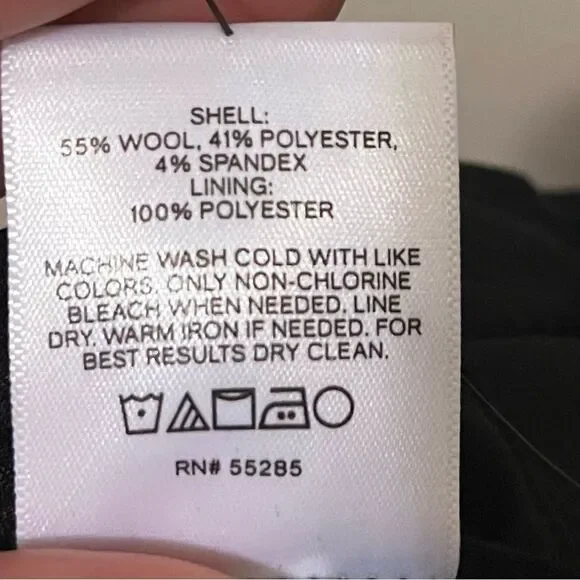 SHELL:
55% WOOL, 41% POLYESTER,
4% SPANDEX
LINING:
100% POLYESTER
MACHINE WASH COLD WITH LIKE
COLORS. ONLY NON-CHLORINE
BLEACH WHEN NEEDED. LINE
DRY. WARM IRON IF NEEDED. FOR
BEST RESULTS DRY CLEAN.
RN# 55285